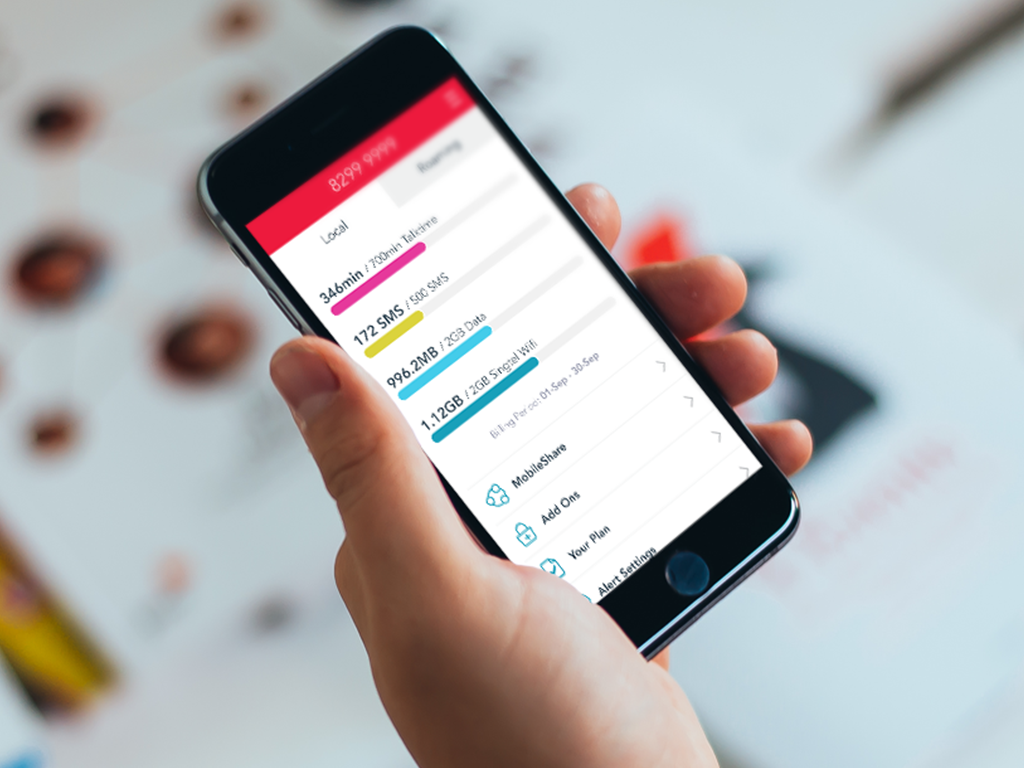 8299 9999
Local
Roaming
346min / 700min Talktime
172 SMS / 500 SMS
996.2MB / 2GB Data
1.12GB / 2GB Singtel Wifi
Billing Period: 01-Sep - 30-Sep
MobileShare
Add Ons
Your Plan
Alert Settings